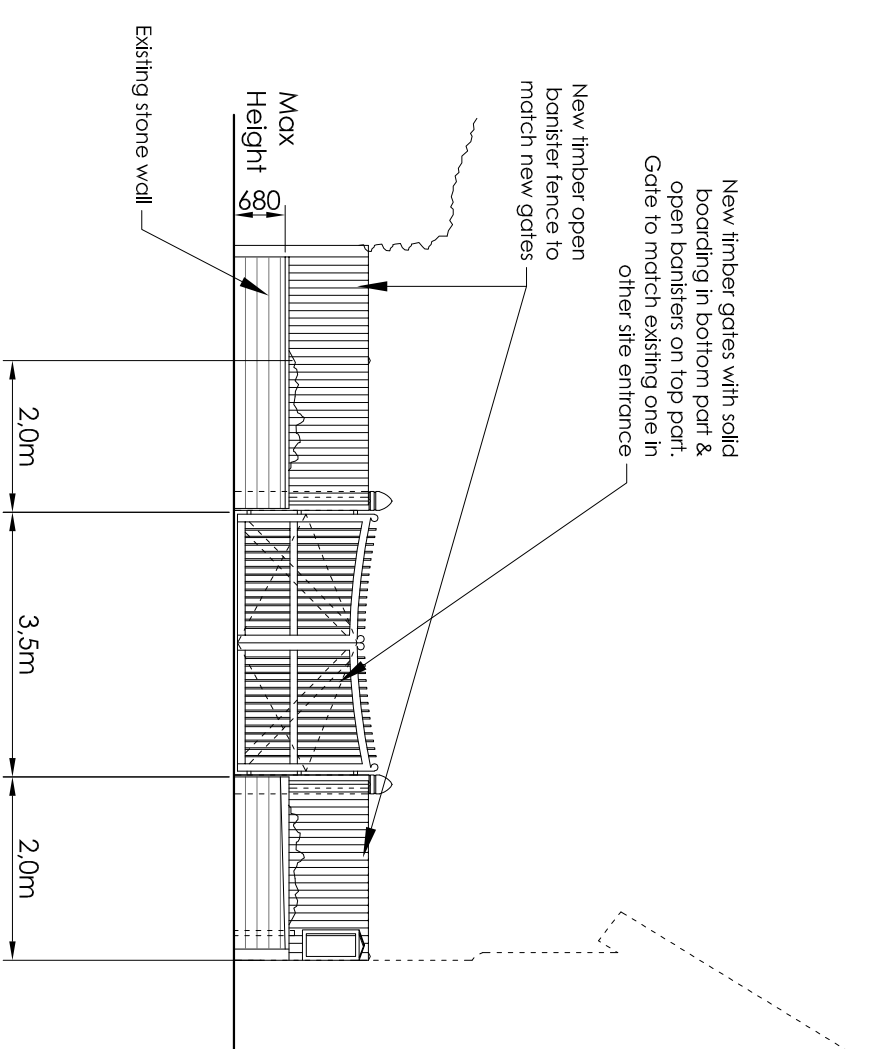 New timber gates with solid
boarding in bottom part &
open banisters on top part.
Gate to match existing one in
other site entrance
New timber open
banister fence to
match new gates
Max
Height
680
Existing stone wall
2,0m
3,5m
2,0m